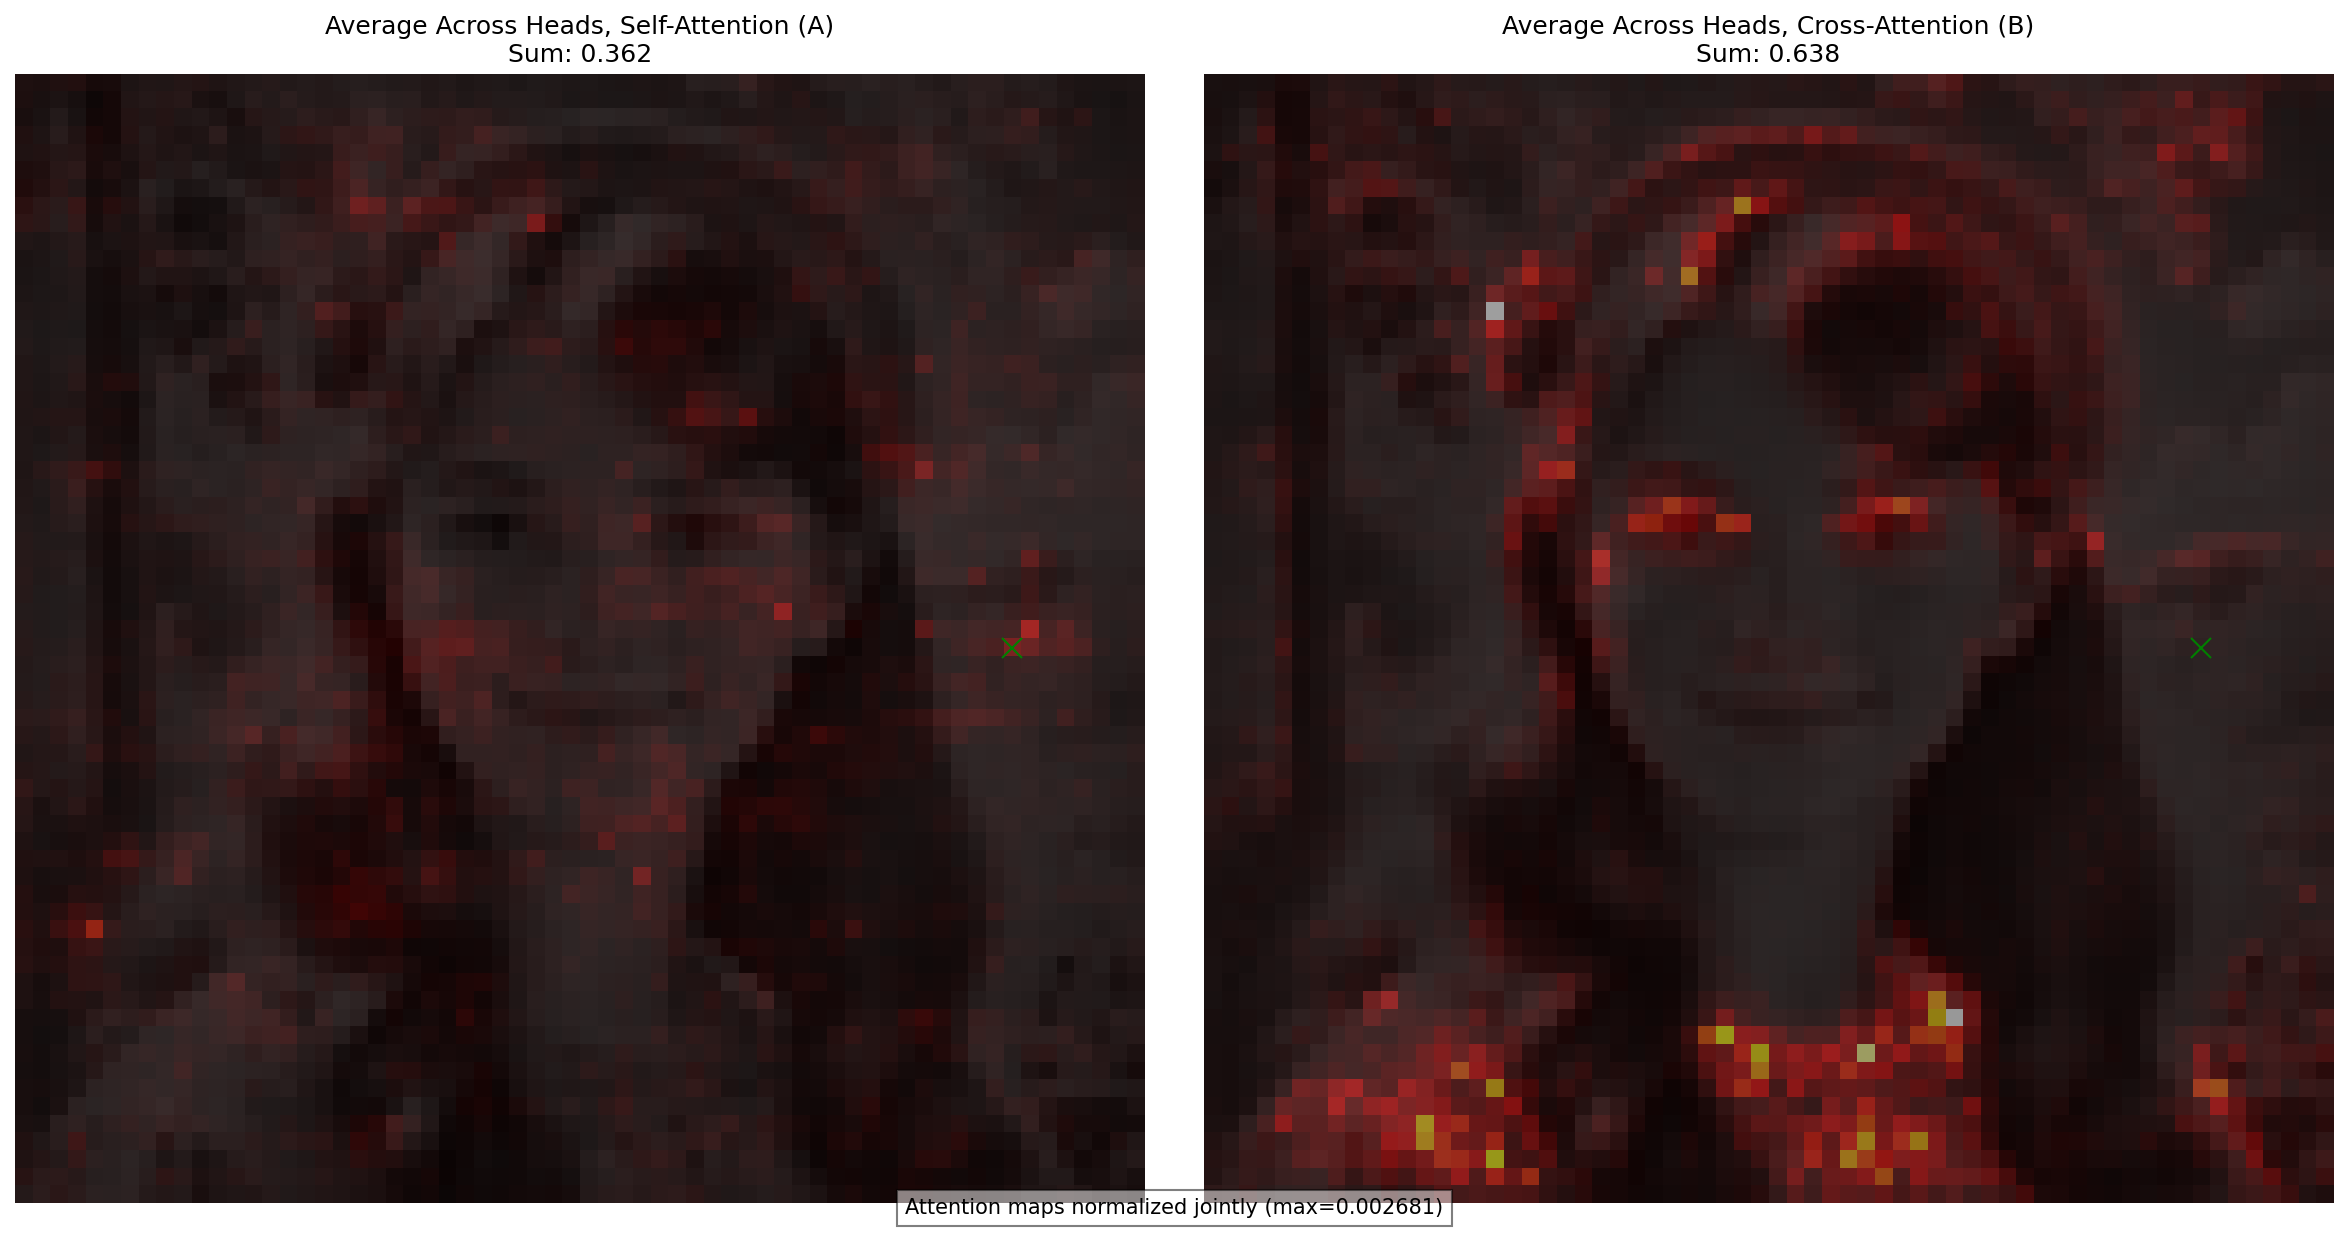 Average Across Heads, Self-Attention (A)
Sum: 0.362
Average Across Heads, Cross-Attention (B)
Sum: 0.638
Attention maps normalized jointly (max=0.002681)